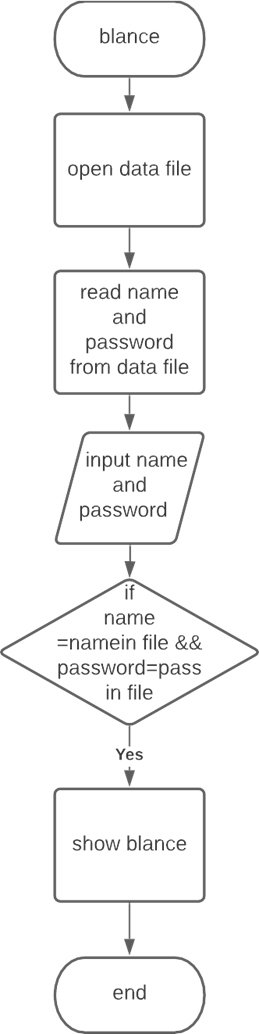 blance
open data file
read name
and
password
from data file
input name
and
password
if
name
=namein file &&
password=pass
in file
Yes
show blance
end